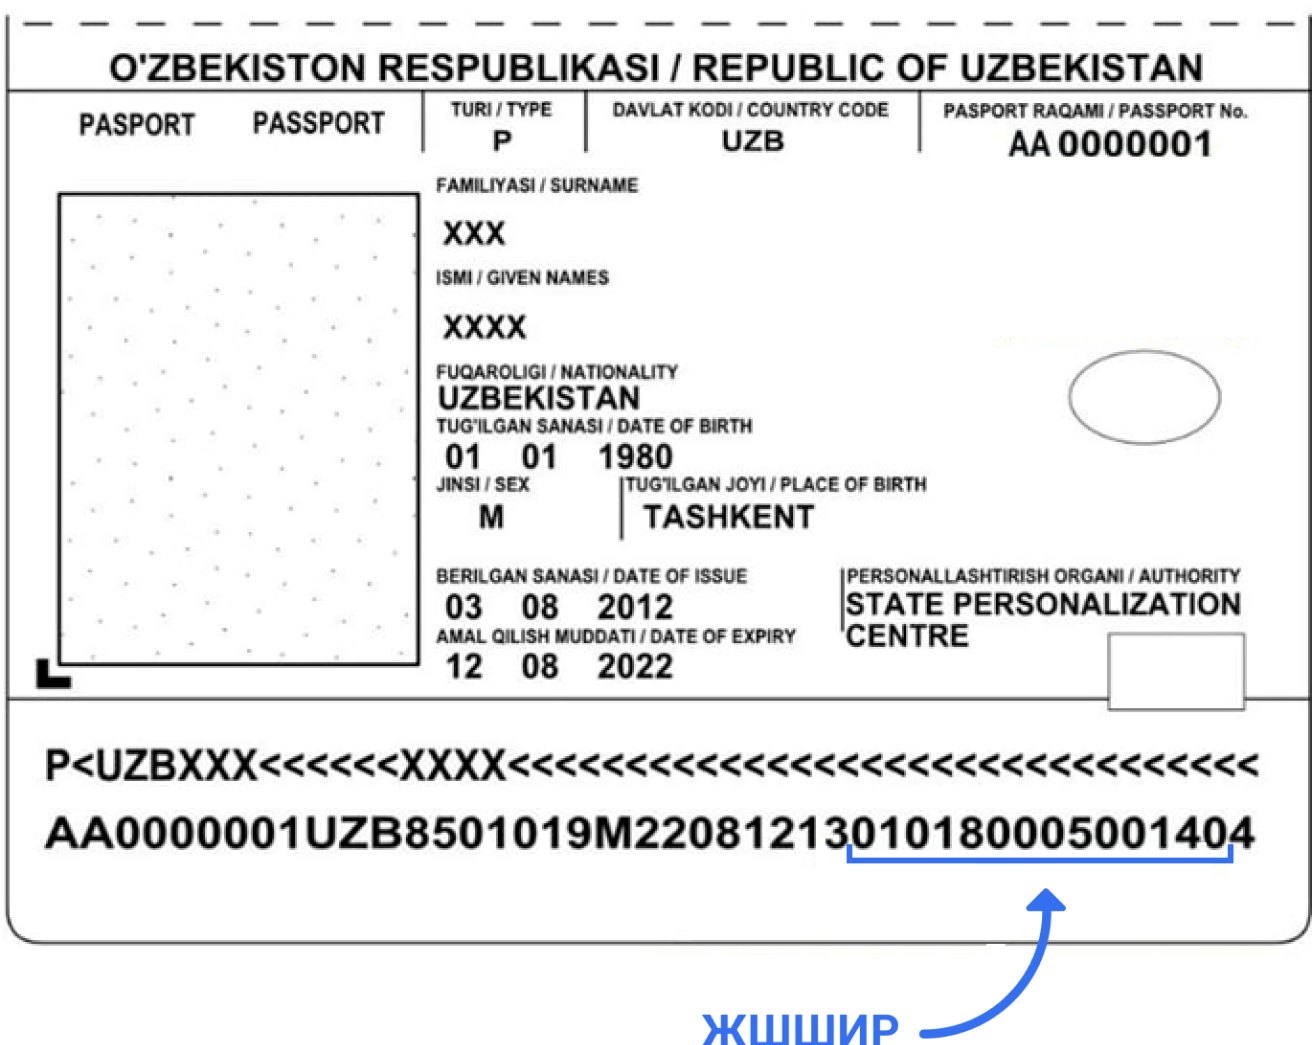 O'ZBEKISTON RESPUBLIKASI / REPUBLIC OF UZBEKISTAN
PASPORT PASSPORT
TURI / TYPE
P
DAVLAT KODI / COUNTRY CODE
UZB
PASPORT RAQAMI / PASSPORT No.
AA 0000001
FAMILIYASI / SURNAME
XXX
ISMI / GIVEN NAMES
XXXX
FUQAROLIGI / NATIONALITY
UZBEKISTAN
TUG'ILGAN SANASI / DATE OF BIRTH
01 01 1980
JINSI / SEX
M
TUG'ILGAN JOYI / PLACE OF BIRTH
TASHKENT
BERILGAN SANASI / DATE OF ISSUE
03 08 2012
AMAL QILISH MUDDATI / DATE OF EXPIRY
12 08 2022
PERSONALLASHTIRISH ORGANI / AUTHORITY
STATE PERSONALIZATION
CENTRE
P<UZBXXX<<<<<<XXXX<<<<<<<<<<<<<<<<<<<<<<<<<<<<<<<<
AA0000001UZB8501019M22081213010180005001404
ЖШШИР